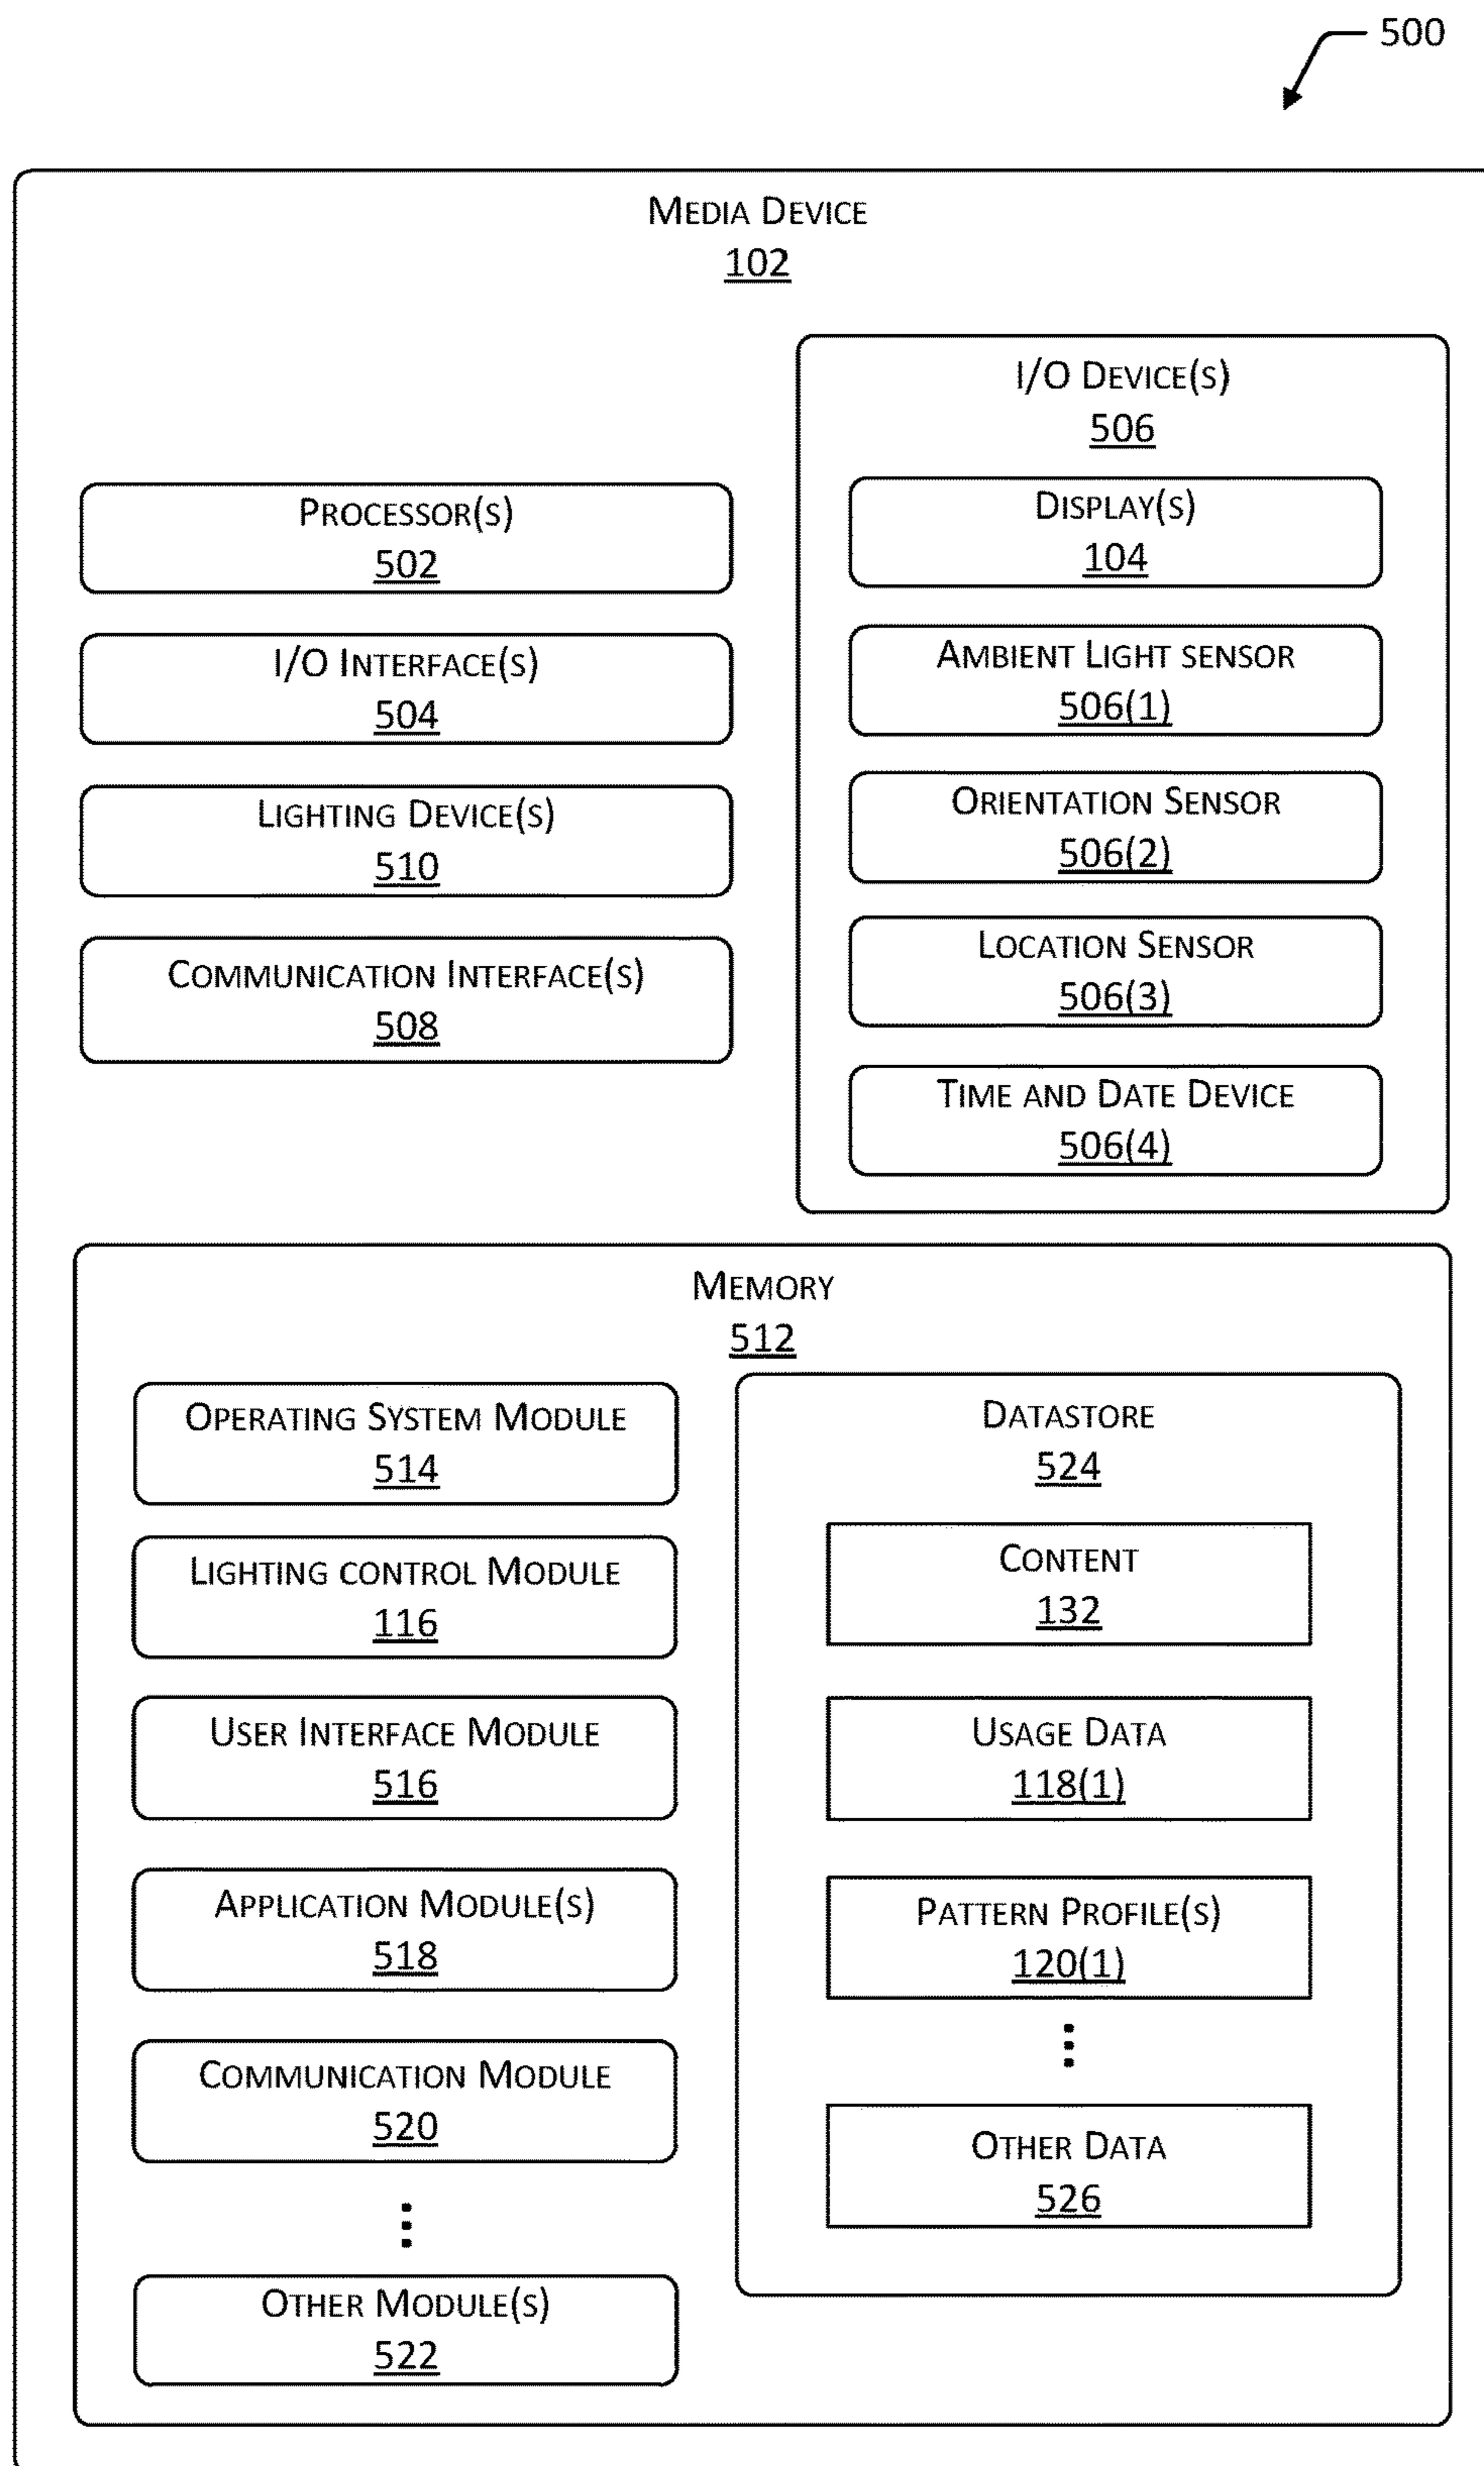 500
MEDIA DEVICE
102
PROCESSOR(S)
502
I/O INTERFACE(S)
504
LIGHTING DEVICE(S)
510
COMMUNICATION INTERFACE(S)
508
I/O DEVICE(S)
506
DISPLAY(S)
104
AMBIENT LIGHT SENSOR
506(1)
ORIENTATION SENSOR
506(2)
LOCATION SENSOR
506(3)
TIME AND DATE DEVICE
506(4)
MEMORY
512
OPERATING SYSTEM MODULE
514
LIGHTING CONTROL MODULE
116
USER INTERFACE MODULE
516
APPLICATION MODULE(S)
518
COMMUNICATION MODULE
520
OTHER MODULE(S)
522
DATASTORE
524
CONTENT
132
USAGE DATA
118(1)
PATTERN PROFILE(S)
120(1)
OTHER DATA
526